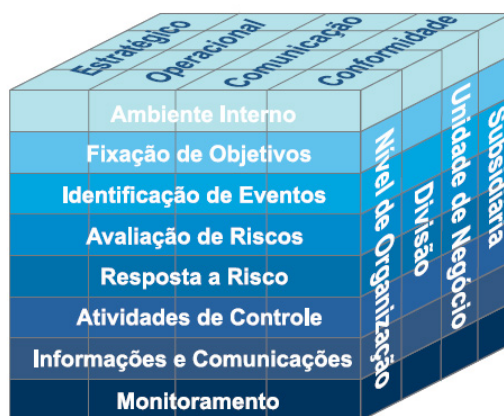 Estratégico
Operacional
Comunicação
Conformidade
Ambiente Interno
Fixação de Objetivos
Identificação de Eventos
Avaliação de Riscos
Resposta a Risco
Atividades de Controle
Informações e Comunicações
Monitoramento
Nível de Organização
Divisão
Unidade de Negócio
Subsidiária